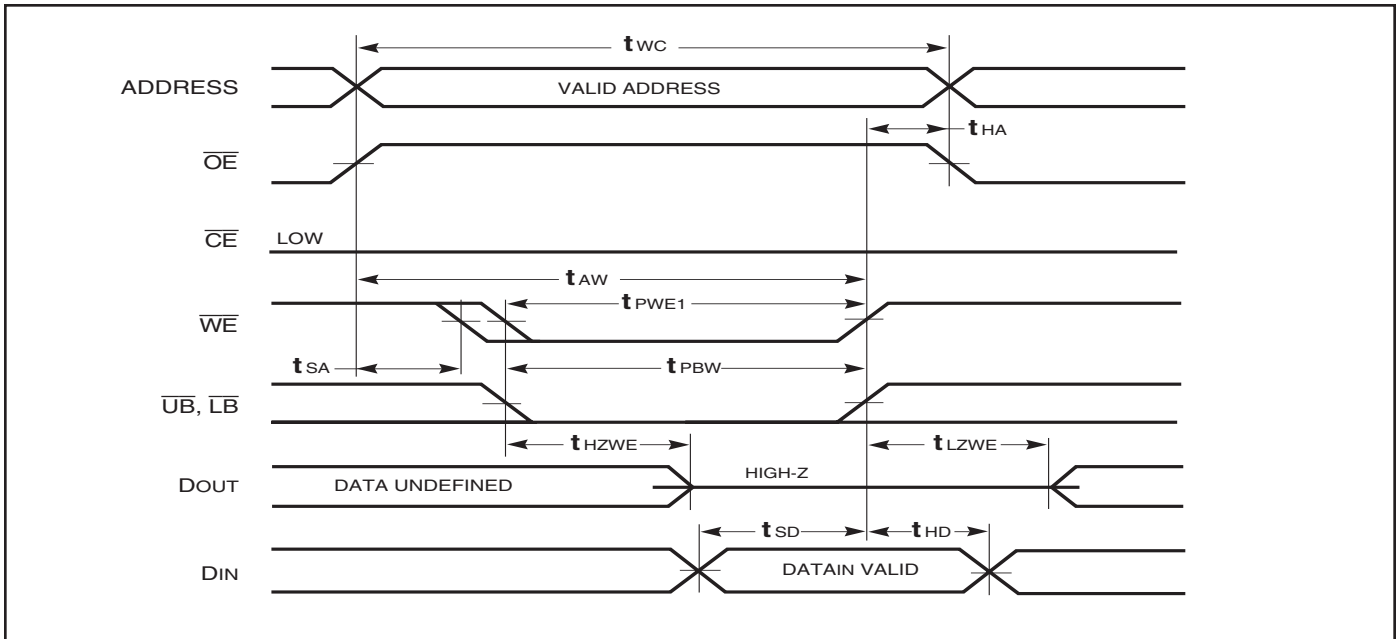 tWC
ADDRESS
VALID ADDRESS
tHA
OE
CE
LOW
tAW
tPWE1
WE
tSA
tPBW
UB, LB
tHZWE
tLZWE
DOUT
DATA UNDEFINED
HIGH-Z
tSD
tHD
DIN
DATAIN VALID